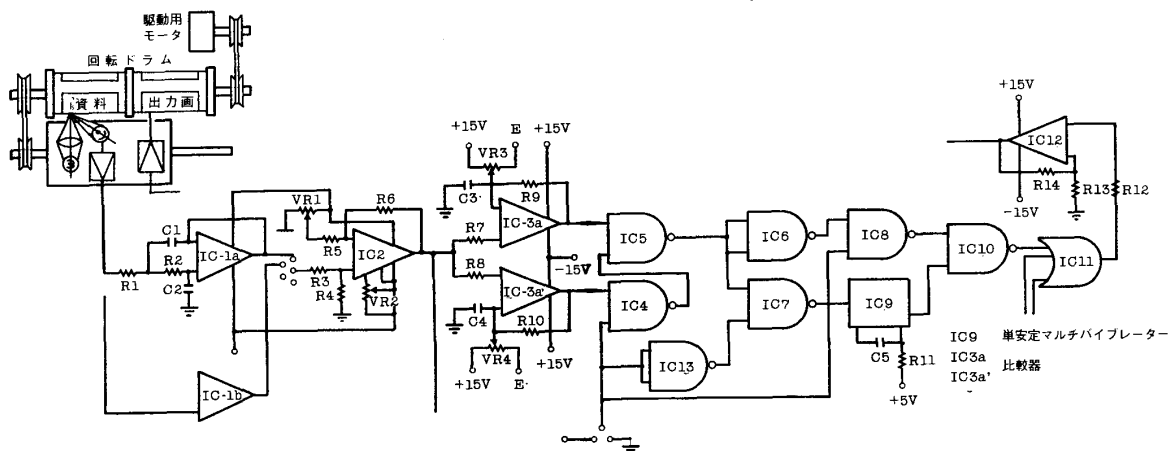 駆動用
モータ
回転ドラム
資料
出力画
+15V
E
+15V
VR3
C3
R9
IC-3a
R7
R8
-15V
IC-3a'
C4
R10
VR4
+15V
E
+15V
C1
R1
R2
C2
IC-1a
IC-1b
VR1
R5
R6
R3
R4
IC2
VR2
IC5
IC4
IC13
IC6
IC7
IC8
IC9
C5
R11
+5V
IC10
IC11
+15V
IC12
-15V
R14
R13
R12
IC9 単安定マルチバイブレーター
IC3a
IC3a' 比較器